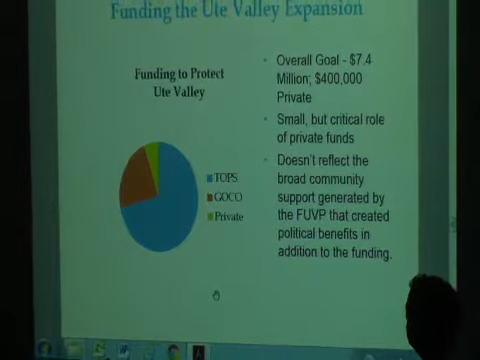 Funding the Ute Valley Expansion
Funding to Protect
Ute Valley
TOPS
GOCO
Private
• Overall Goal - $7.4
Million; $400,000
Private
• Small, but critical role
of private funds
• Doesn't reflect the
broad community
support generated by
the FUVP that created
political benefits in
addition to the funding.